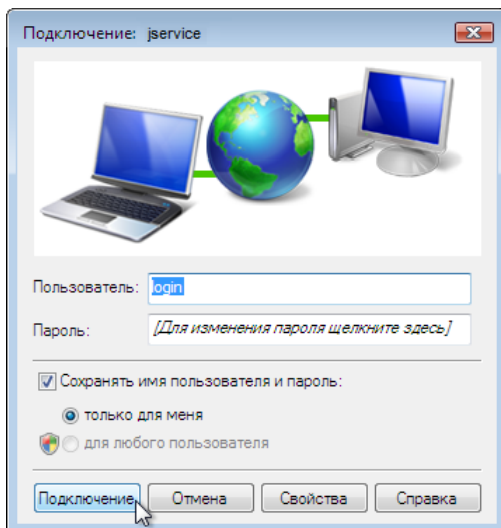 Подключение: jservice
Пользователь: login
Пароль: [Для изменения пароля щелкните здесь]
Сохранять имя пользователя и пароль:
только для меня
для любого пользователя
Подключение Отмена Свойства Справка